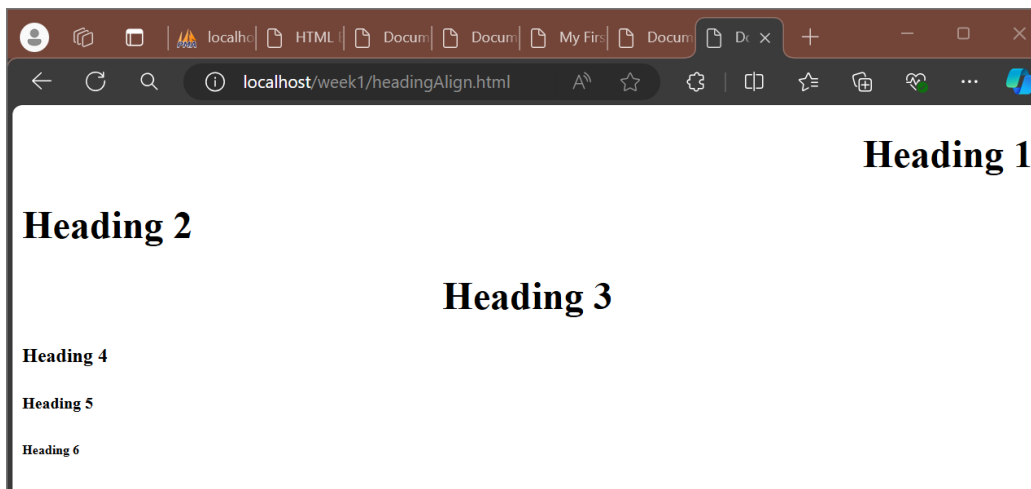 localho HTML Docum Docum My Firs Docum Do
localhost/week1/headingAlign.html
Heading 1
Heading 2
Heading 3
Heading 4
Heading 5
Heading 6